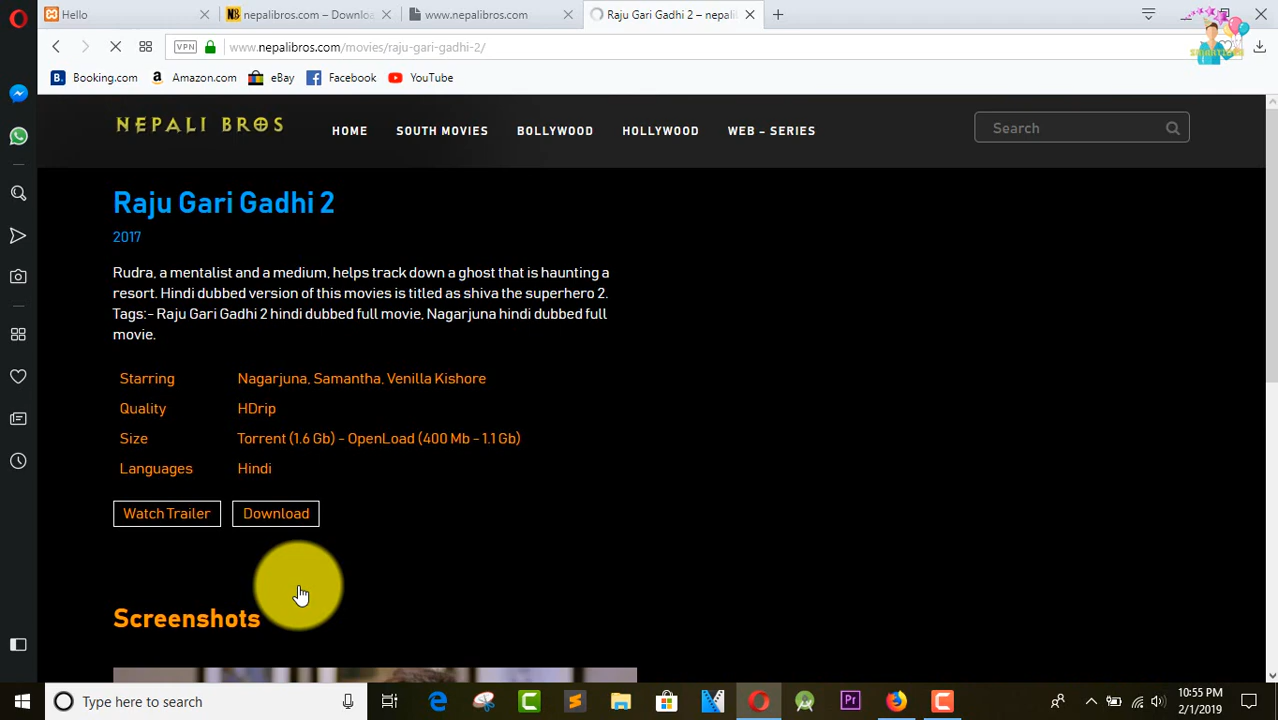 Hello
nepalibros.com – Downloa
www.nepalibros.com
Raju Gari Gadhi 2 – nepali
VPN
www.nepalibros.com/movies/raju-gari-gadhi-2/
B. Booking.com
a Amazon.com
eBay
Facebook
YouTube
NEPALI BROS
HOME
SOUTH MOVIES
BOLLYWOOD
HOLLYWOOD
WEB – SERIES
Search
Raju Gari Gadhi 2
2017
Rudra, a mentalist and a medium, helps track down a ghost that is haunting a
resort. Hindi dubbed version of this movies is titled as shiva the superhero 2.
Tags:- Raju Gari Gadhi 2 hindi dubbed full movie, Nagarjuna hindi dubbed full
movie.
Starring Nagarjuna, Samantha, Venilla Kishore
Quality HDrip
Size Torrent (1.6 Gb) – OpenLoad (400 Mb – 1.1 Gb)
Languages Hindi
Watch Trailer Download
Screenshots
Type here to search
10:55 PM
2/1/2019